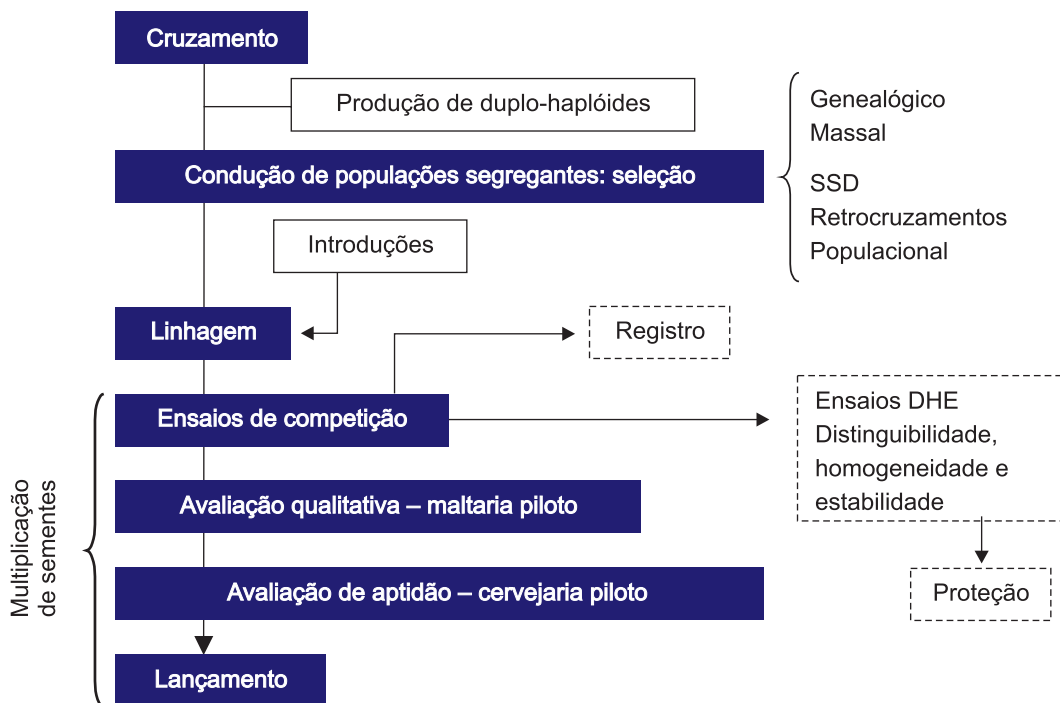 Cruzamento
Produção de duplo-haplóides
Condução de populações segregantes: seleção
Genealógico
Massal
SSD
Retrocruzamentos
Populacional
Introduções
Linhagem
Registro
Ensaios de competição
Ensaios DHE
Distinguibilidade,
homogeneidade e
estabilidade
Multiplicação
de sementes
Avaliação qualitativa – maltaria piloto
Avaliação de aptidão – cervejaria piloto
Proteção
Lançamento